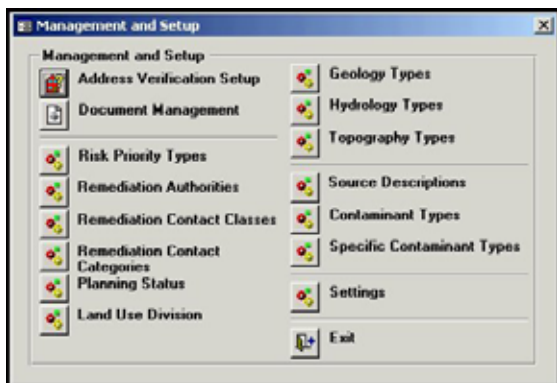 Management and Setup
Management and Setup
Address Verification Setup
Document Management
Risk Priority Types
Remediation Authorities
Remediation Contact Classes
Remediation Contact
Categories
Planning Status
Land Use Division
Geology Types
Hydrology Types
Topography Types
Source Descriptions
Contaminant Types
Specific Contaminant Types
Settings
Exit